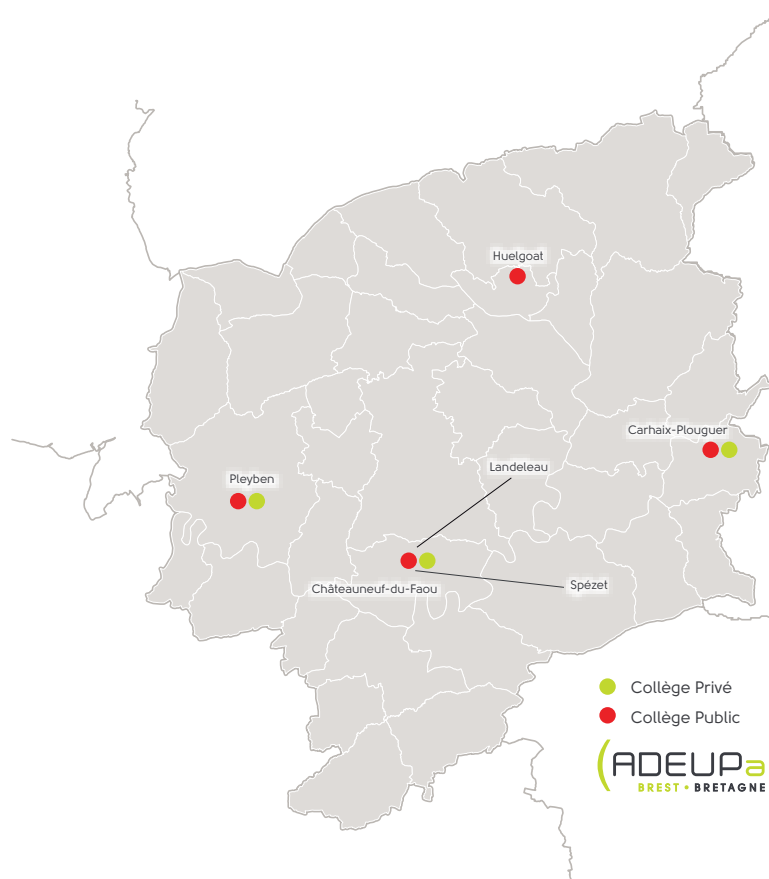 Huelgoat
Carhaix-Plouguer
Landeleau
Pleyben
Spézet
Châteauneuf-du-Faou
Collège Privé
Collège Public
ADEUPa
BREST • BRETAGNE